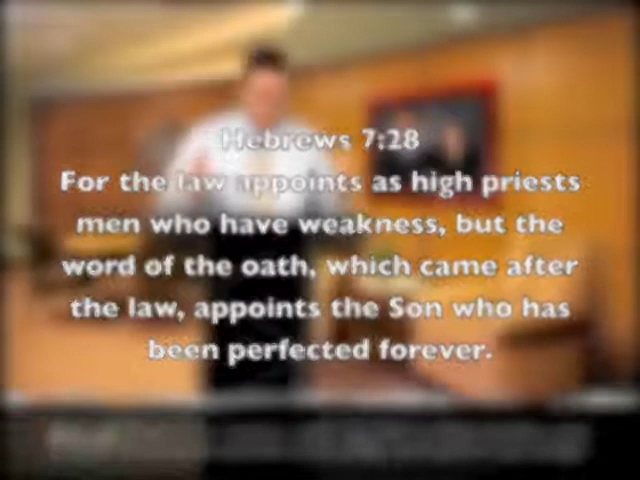 Hebrews 7:28
For the law appoints as high priests
men who have weakness, but the
word of the oath, which came after
the law, appoints the Son who has
been perfected forever.